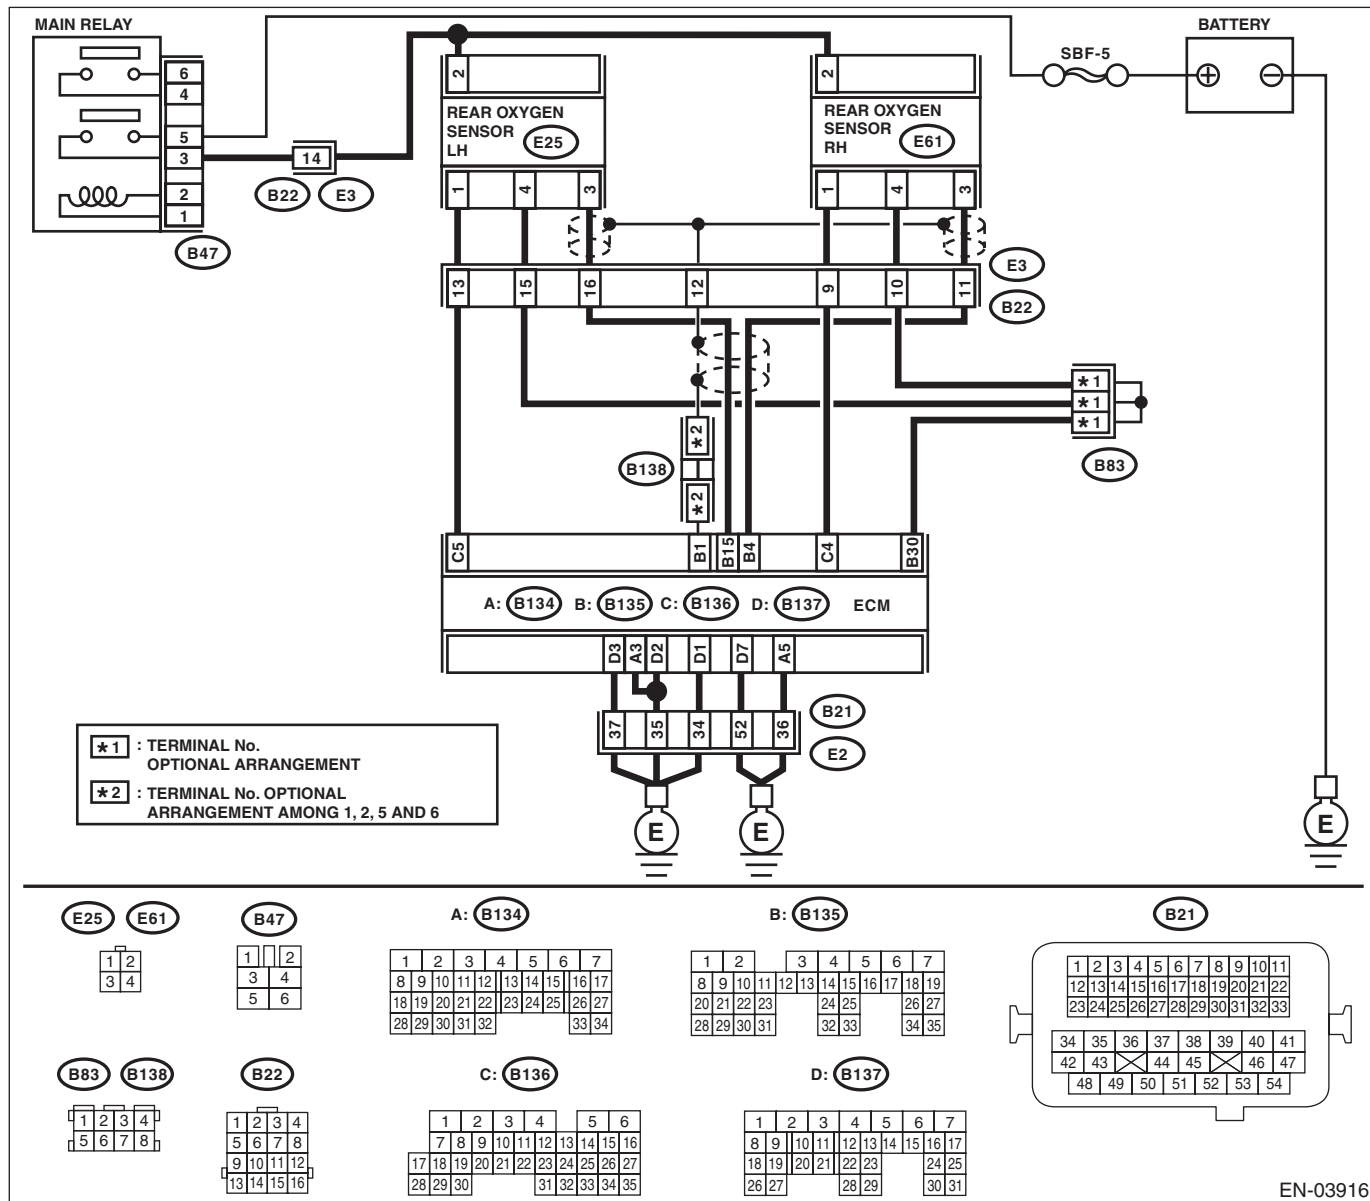 MAIN RELAY
BATTERY
SBF-5
6
4
5
3
2
1
B47
14
B22 E3
2
REAR OXYGEN
SENSOR
LH
E25
1 4 3
2
REAR OXYGEN
SENSOR
RH
E61
1 4 3
E3
13 15 16 12 9 10 11
B22
*1
*1
*1
B83
*2
B138
*2
C5 B1 B15 B4 C4 B30
A: B134 B: B135 C: B136 D: B137 ECM
D3 A3 D2 D1 D7 A5
B21
37 35 34 52 36
E2
E E E
*1 : TERMINAL No.
OPTIONAL ARRANGEMENT
*2 : TERMINAL No. OPTIONAL
ARRANGEMENT AMONG 1, 2, 5 AND 6
E25 E61
1 2
3 4
B47
1 2
3 4
5 6
A: B134
1 2 3 4 5 6 7
8 9 10 11 12 13 14 15 16 17
18 19 20 21 22 23 24 25 26 27
28 29 30 31 32 33 34
B: B135
1 2 3 4 5 6 7
8 9 10 11 12 13 14 15 16 17 18 19
20 21 22 23 24 25 26 27
28 29 30 31 32 33 34 35
B21
1 2 3 4 5 6 7 8 9 10 11
12 13 14 15 16 17 18 19 20 21 22
23 24 25 26 27 28 29 30 31 32 33
34 35 36 37 38 39 40 41
42 43 44 45 46 47
48 49 50 51 52 53 54
B83 B138
1 2 3 4
5 6 7 8
B22
1 2 3 4
5 6 7 8
9 10 11 12
13 14 15 16
C: B136
1 2 3 4 5 6
7 8 9 10 11 12 13 14 15 16
17 18 19 20 21 22 23 24 25 26 27
28 29 30 31 32 33 34 35
D: B137
1 2 3 4 5 6 7
8 9 10 11 12 13 14 15 16 17
18 19 20 21 22 23 24 25
26 27 28 29 30 31
EN-03916